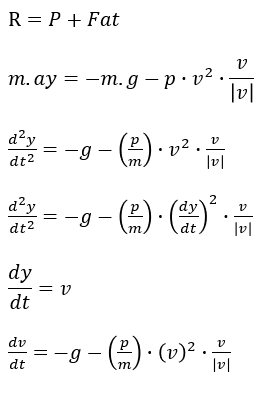 R = P + Fat
m.ay = −m.g − p · v² · v/|v|
d²y/dt² = −g − (p/m) · v² · v/|v|
d²y/dt² = −g − (p/m) · (dy/dt)² · v/|v|
dy/dt = v
dv/dt = −g − (p/m) · (v)² · v/|v|